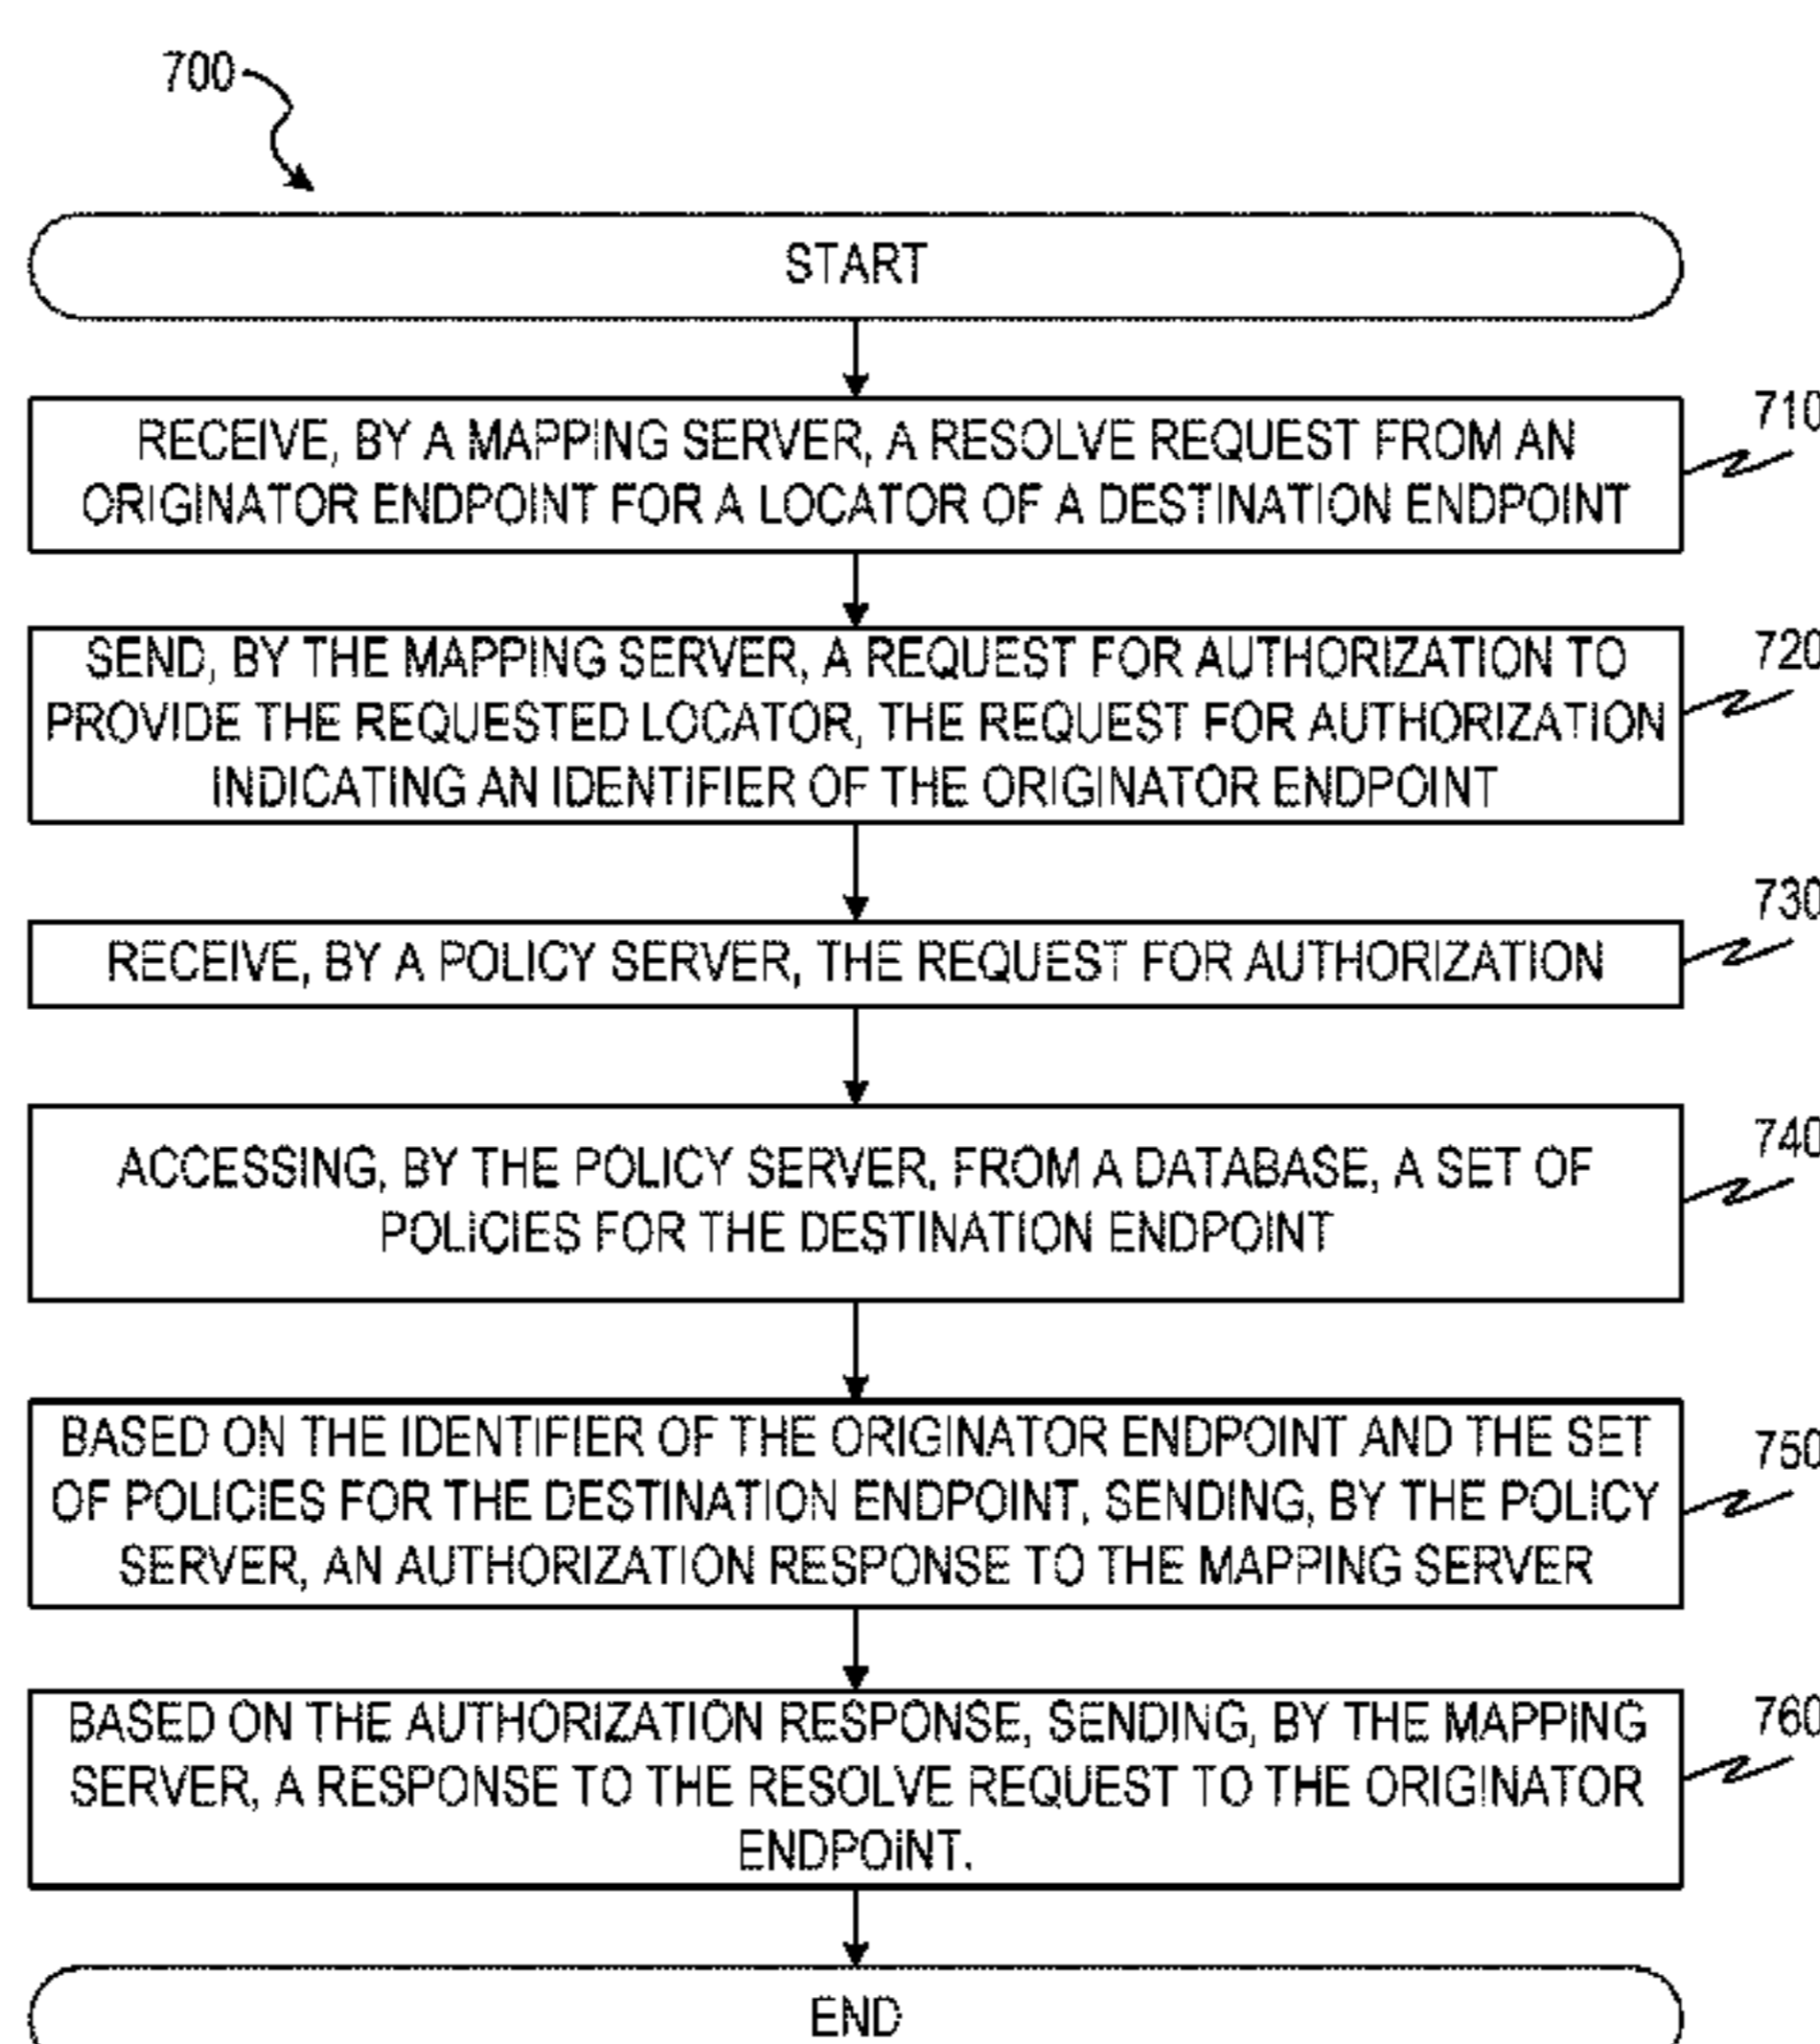 700
START
RECEIVE, BY A MAPPING SERVER, A RESOLVE REQUEST FROM AN
ORIGINATOR ENDPOINT FOR A LOCATOR OF A DESTINATION ENDPOINT
710
SEND, BY THE MAPPING SERVER, A REQUEST FOR AUTHORIZATION TO
PROVIDE THE REQUESTED LOCATOR, THE REQUEST FOR AUTHORIZATION
INDICATING AN IDENTIFIER OF THE ORIGINATOR ENDPOINT
720
RECEIVE, BY A POLICY SERVER, THE REQUEST FOR AUTHORIZATION
730
ACCESSING, BY THE POLICY SERVER, FROM A DATABASE, A SET OF
POLICIES FOR THE DESTINATION ENDPOINT
740
BASED ON THE IDENTIFIER OF THE ORIGINATOR ENDPOINT AND THE SET
OF POLICIES FOR THE DESTINATION ENDPOINT, SENDING, BY THE POLICY
SERVER, AN AUTHORIZATION RESPONSE TO THE MAPPING SERVER
750
BASED ON THE AUTHORIZATION RESPONSE, SENDING, BY THE MAPPING
SERVER, A RESPONSE TO THE RESOLVE REQUEST TO THE ORIGINATOR
ENDPOINT.
760
END